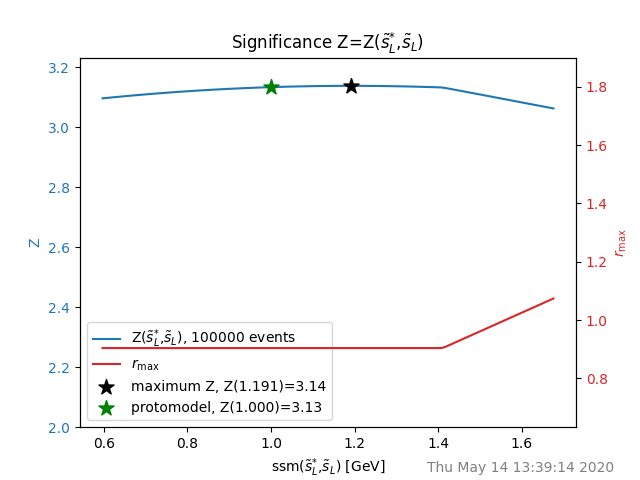 Significance Z=Z(s̃*L,s̃L)
3.2
3.0
2.8
2.6
2.4
2.2
2.0
Z
1.8
1.6
1.4
1.2
1.0
0.8
rmax
Z(s̃*L,s̃L), 100000 events
rmax
maximum Z, Z(1.191)=3.14
protomodel, Z(1.000)=3.13
0.6 0.8 1.0 1.2 1.4 1.6
ssm(s̃*L,s̃L) [GeV]
Thu May 14 13:39:14 2020